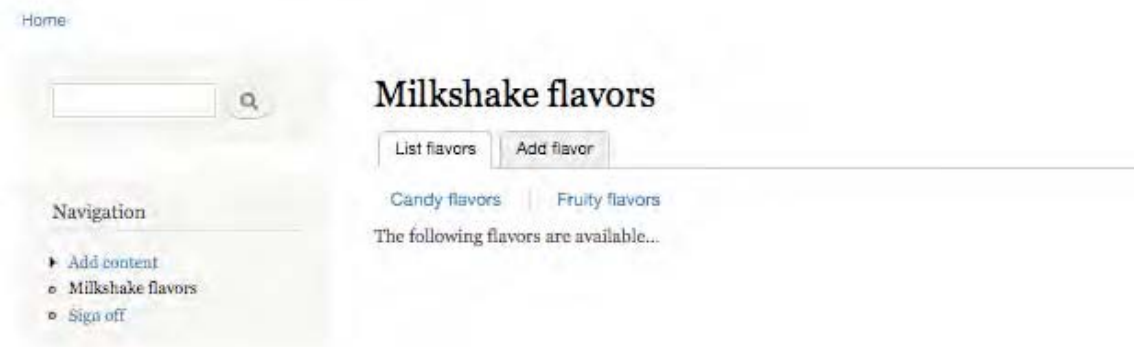 Home
Milkshake flavors
List flavors Add flavor
Candy flavors Fruity flavors
The following flavors are available...
Navigation
Add content
Milkshake flavors
Sign off